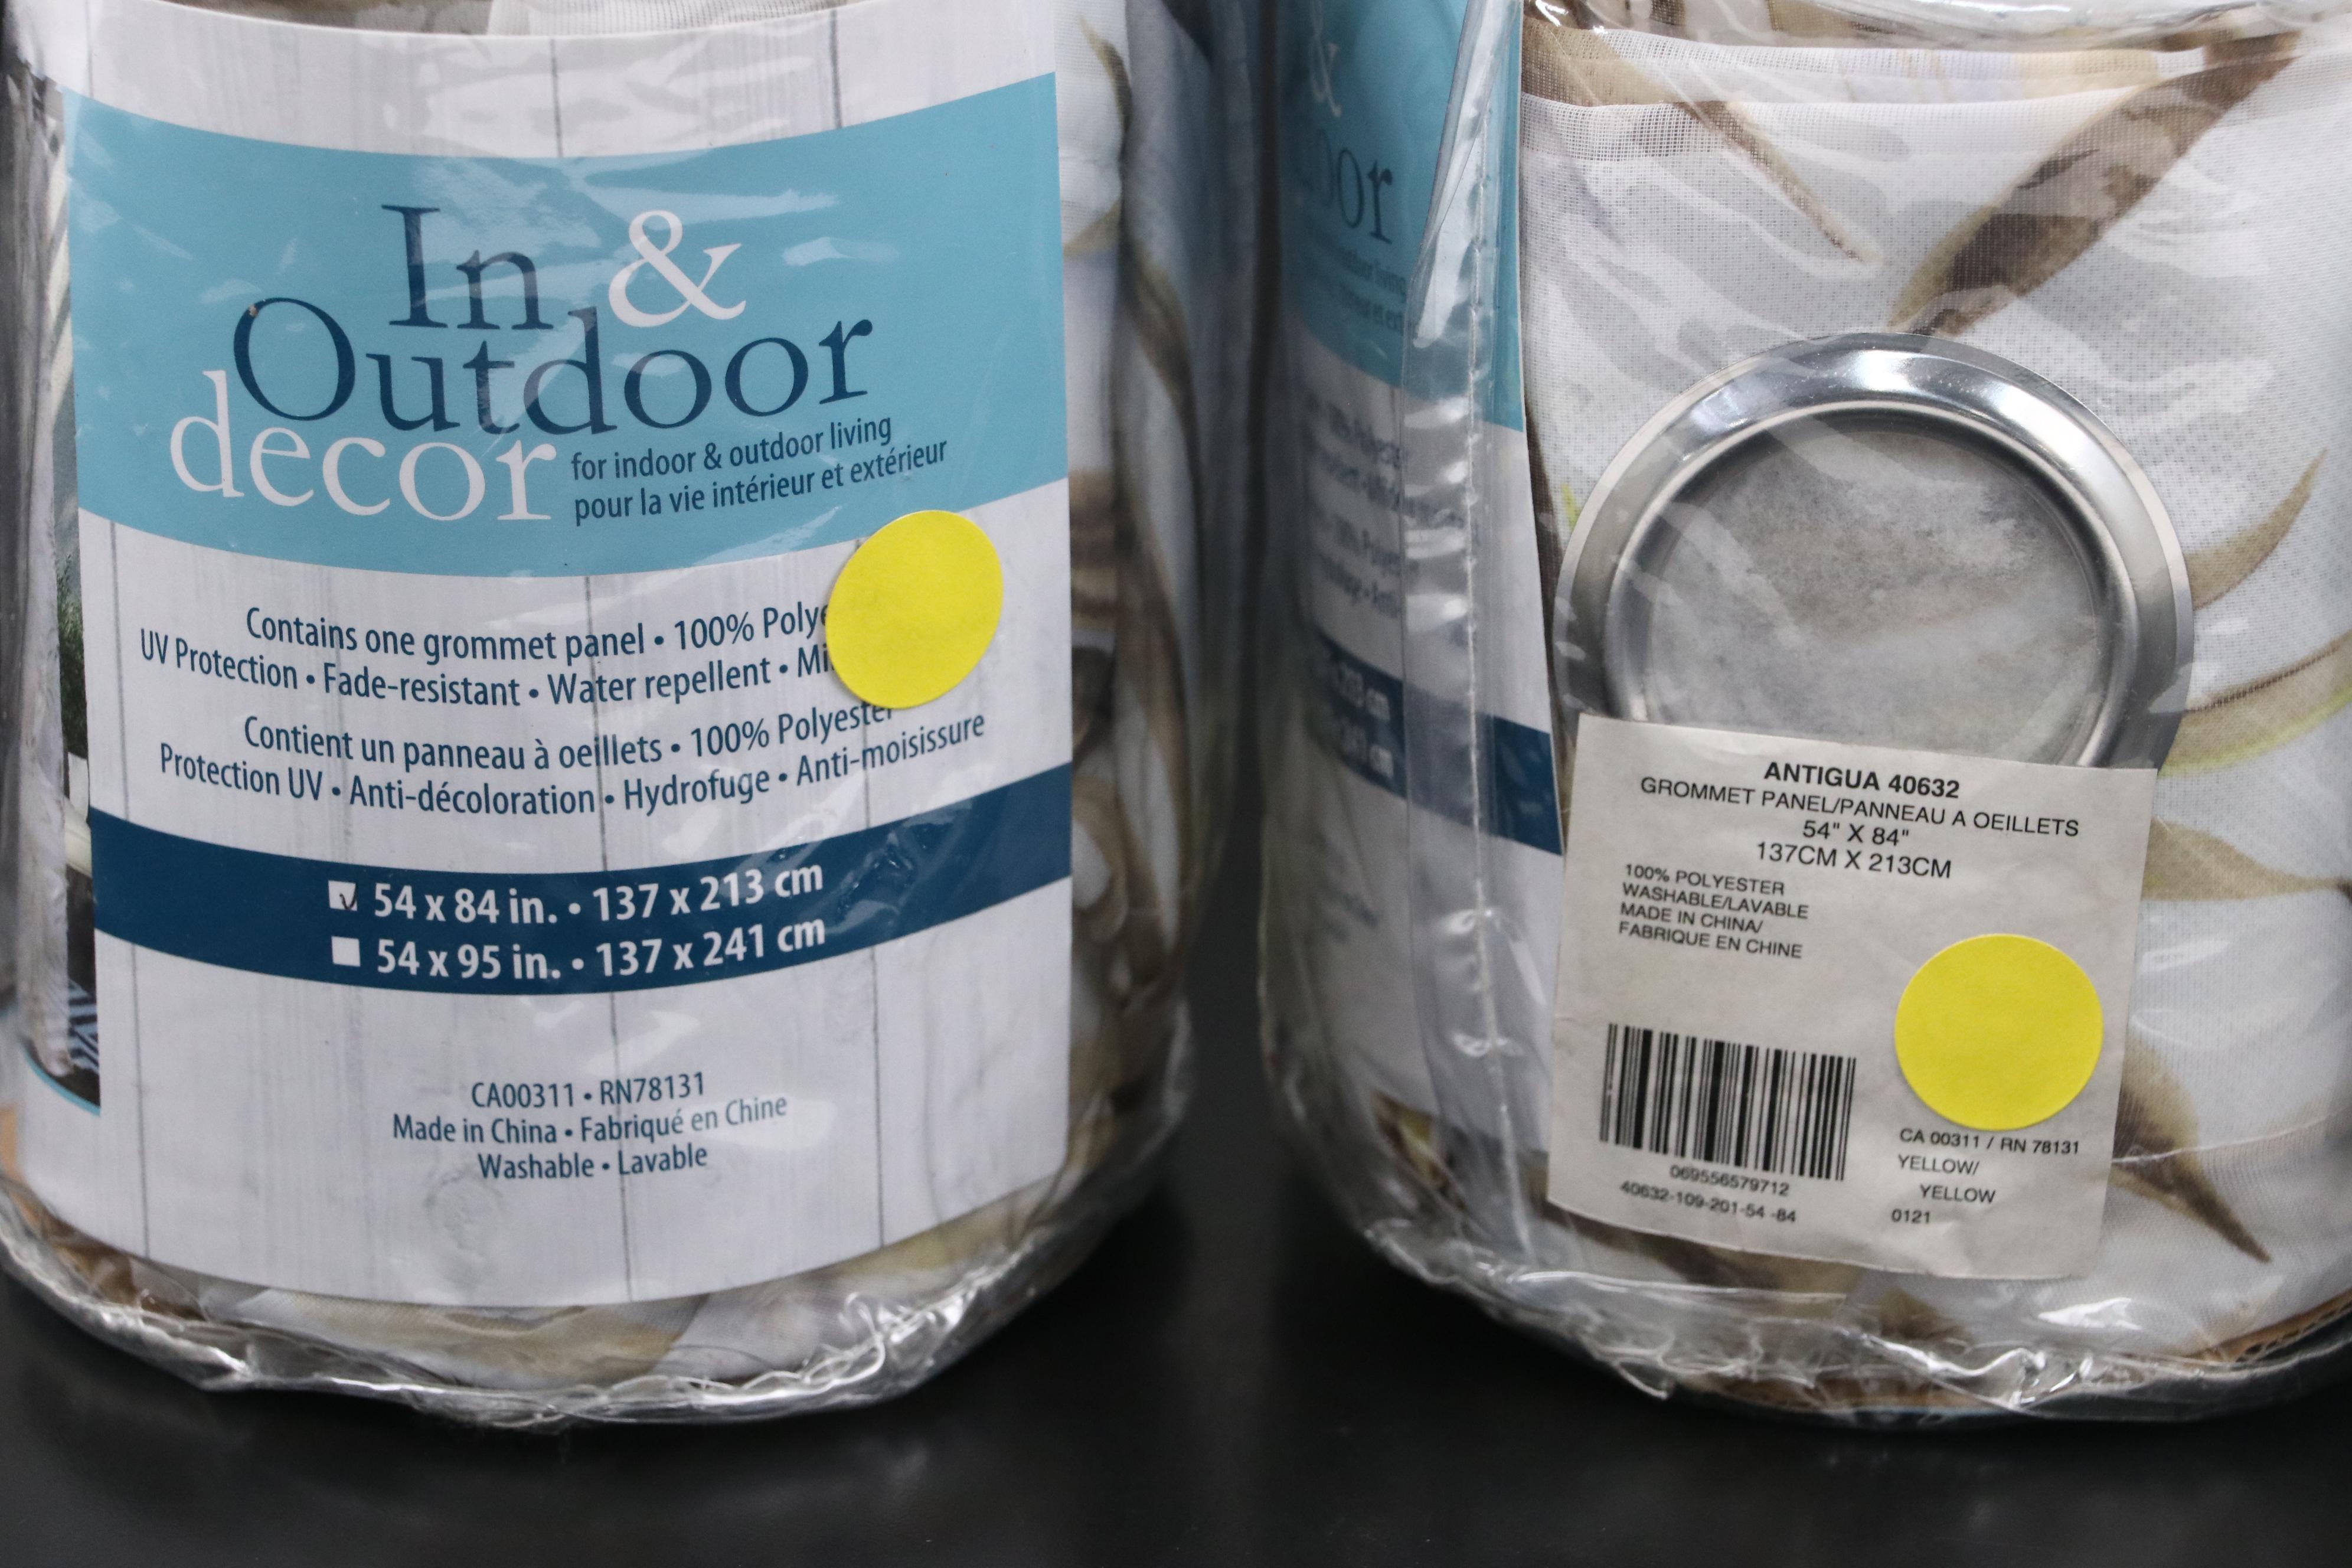 In &
Outdoor
decor
for indoor & outdoor living
pour la vie intérieur et extérieur
Contains one grommet panel • 100%
UV Protection • Fade-resistant • Water repellent •
Contient un panneau à oeillets • 100% Polyester
Protection UV • Anti-décoloration • Hydrofuge • Anti-moisissure
54 x 84 in. • 137 x 213 cm
54 x 95 in. • 137 x 241 cm
CA00311 • RN78131
Made in China • Fabriqué en Chine
Washable • Lavable
&
ANTIGUA 40632
GROMMET PANEL/PANNEAU A OEILLETS
54" X 84"
137CM X 213CM
100% POLYESTER
WASHABLE/LAVABLE
MADE IN CHINA/
FABRIQUE EN CHINE
069556579712
40632-109-201-54 -84
CA 00311 / RN 78131
YELLOW/
YELLOW
0121